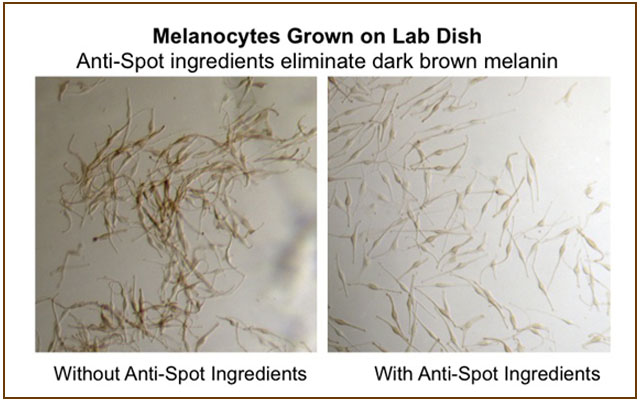 Melanocytes Grown on Lab Dish
Anti-Spot ingredients eliminate dark brown melanin
Without Anti-Spot Ingredients
With Anti-Spot Ingredients